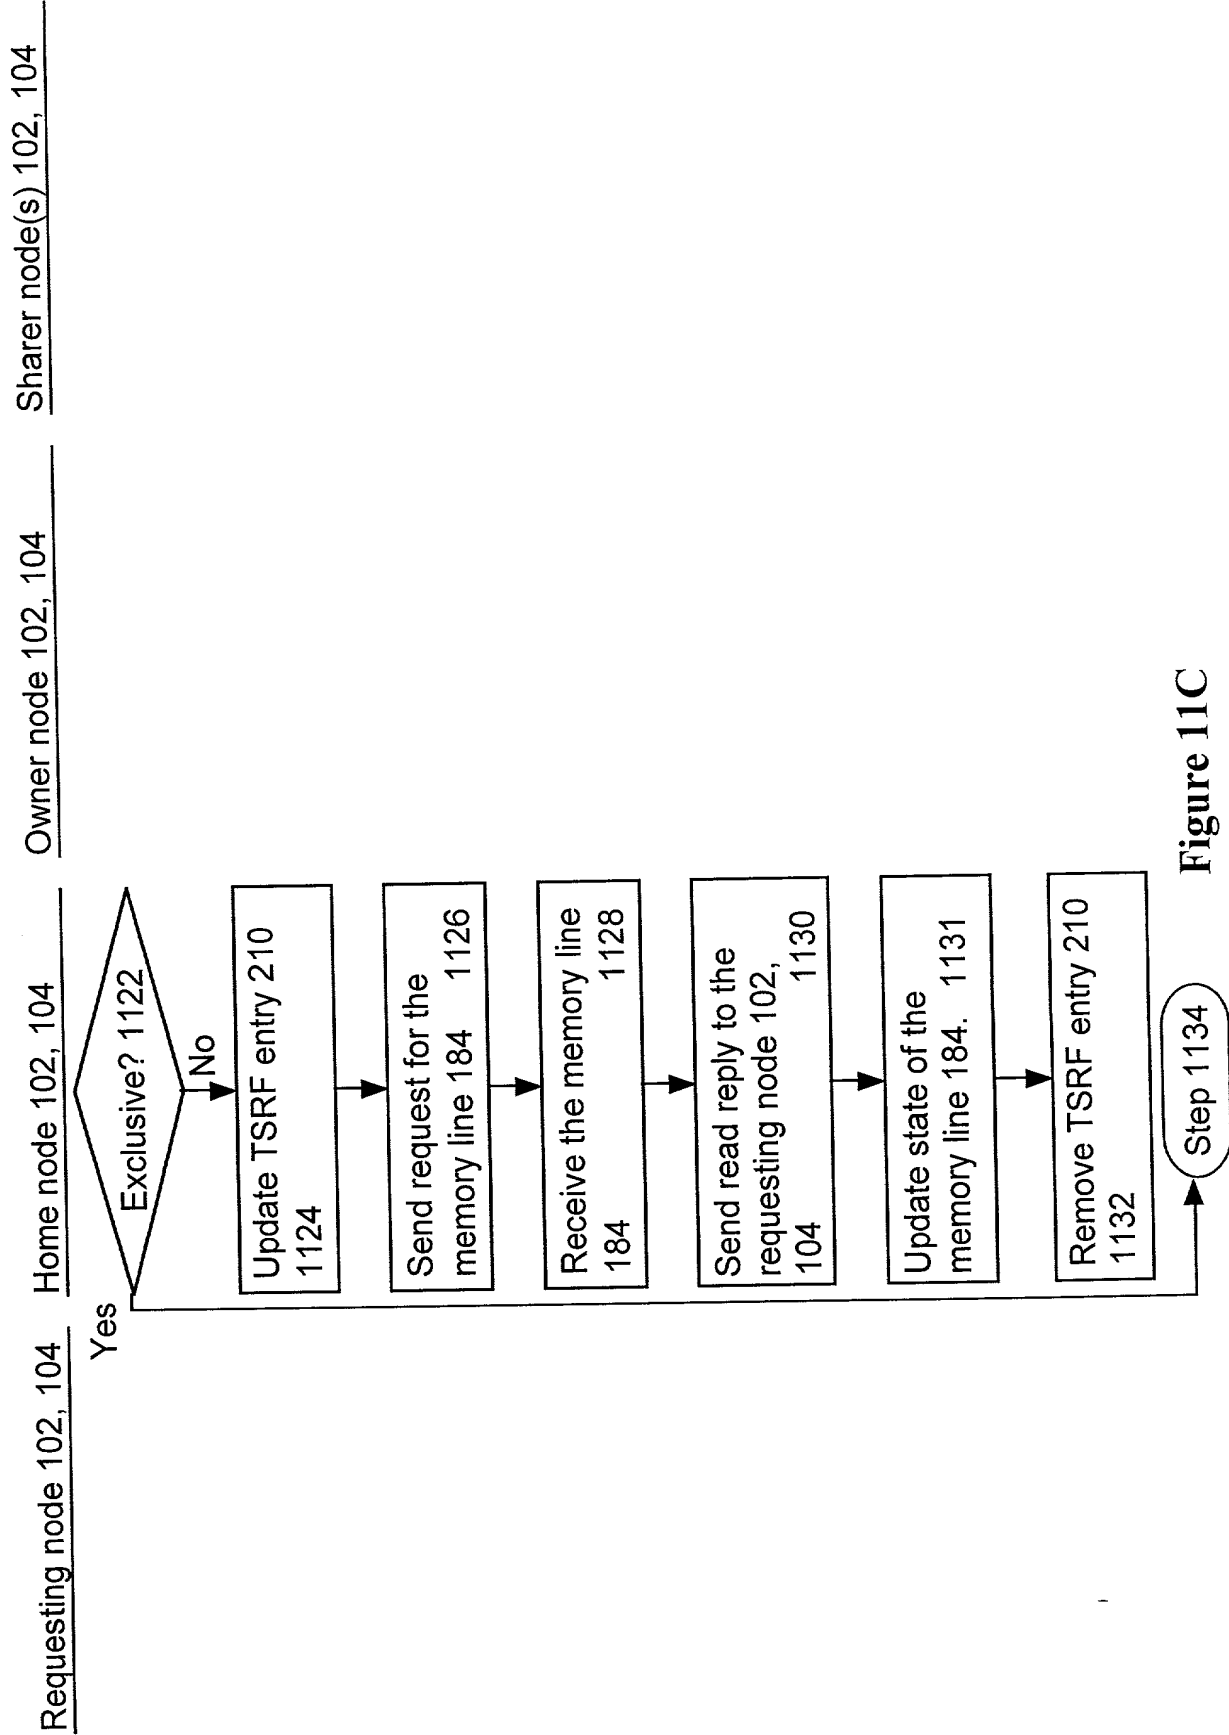 Requesting node 102, 104
Home node 102, 104
Owner node 102, 104
Sharer node(s) 102, 104
Exclusive? 1122
Yes
No
Update TSRF entry 210
1124
Send request for the
memory line 184 1126
Receive the memory line
184 1128
Send read reply to the
requesting node 102,
104 1130
Update state of the
memory line 184. 1131
Remove TSRF entry 210
1132
Step 1134
Figure 11C